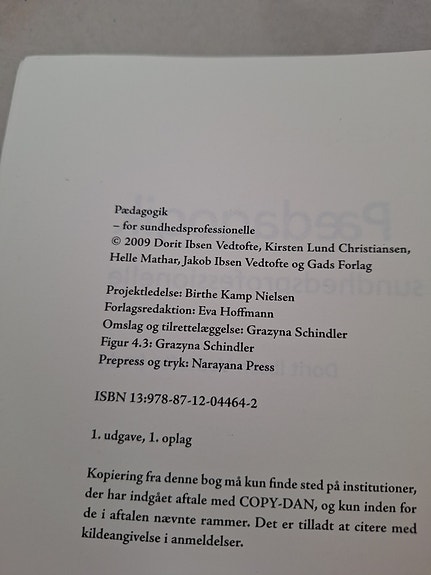 Pædagogik
– for sundhedsprofessionelle
© 2009 Dorit Ibsen Vedtofte, Kirsten Lund Christiansen,
Helle Mathar, Jakob Ibsen Vedtofte og Gads Forlag
Projektledelse: Birthe Kamp Nielsen
Forlagsredaktion: Eva Hoffmann
Omslag og tilrettelæggelse: Grazyna Schindler
Figur 4.3: Grazyna Schindler
Prepress og tryk: Narayana Press
ISBN 13:978-87-12-04464-2
1. udgave, 1. oplag
Kopiering fra denne bog må kun finde sted på institutioner,
der har indgået aftale med COPY-DAN, og kun inden for
de i aftalen nævnte rammer. Det er tilladt at citere med
kildeangivelse i anmeldelser.